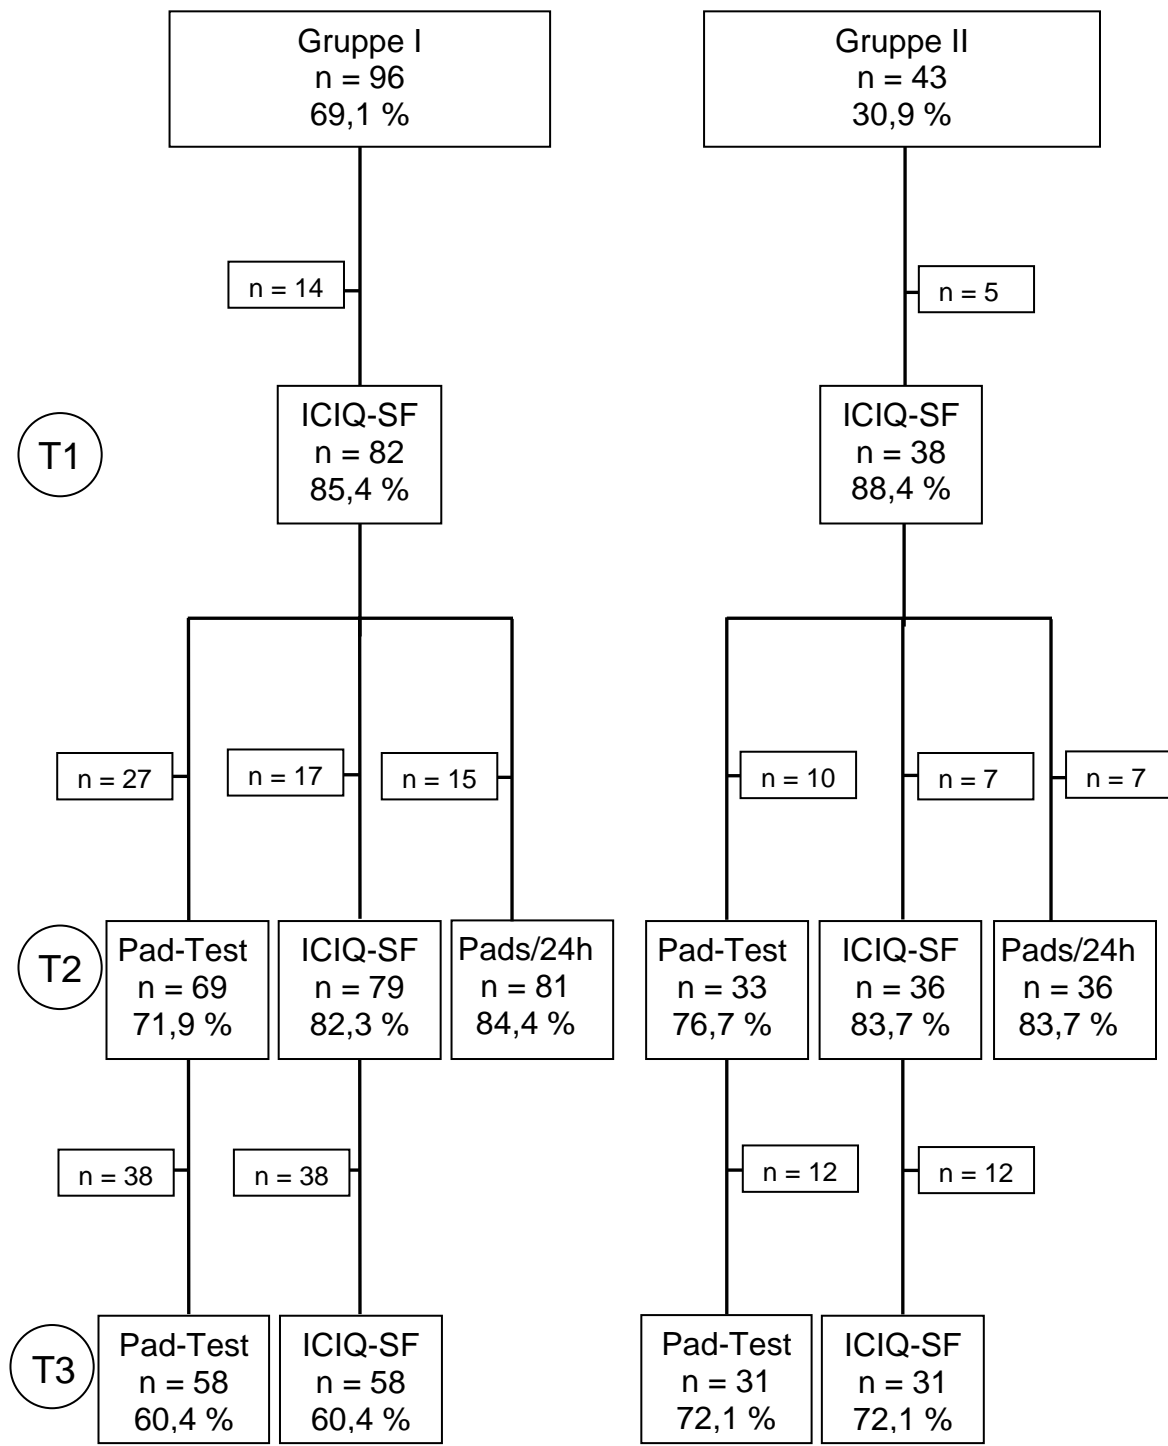 Gruppe I
n = 96
69,1 %
Gruppe II
n = 43
30,9 %
n = 14
n = 5
T1
ICIQ-SF
n = 82
85,4 %
ICIQ-SF
n = 38
88,4 %
n = 27
n = 17
n = 15
n = 10
n = 7
n = 7
T2
Pad-Test
n = 69
71,9 %
ICIQ-SF
n = 79
82,3 %
Pads/24h
n = 81
84,4 %
Pad-Test
n = 33
76,7 %
ICIQ-SF
n = 36
83,7 %
Pads/24h
n = 36
83,7 %
n = 38
n = 38
n = 12
n = 12
T3
Pad-Test
n = 58
60,4 %
ICIQ-SF
n = 58
60,4 %
Pad-Test
n = 31
72,1 %
ICIQ-SF
n = 31
72,1 %